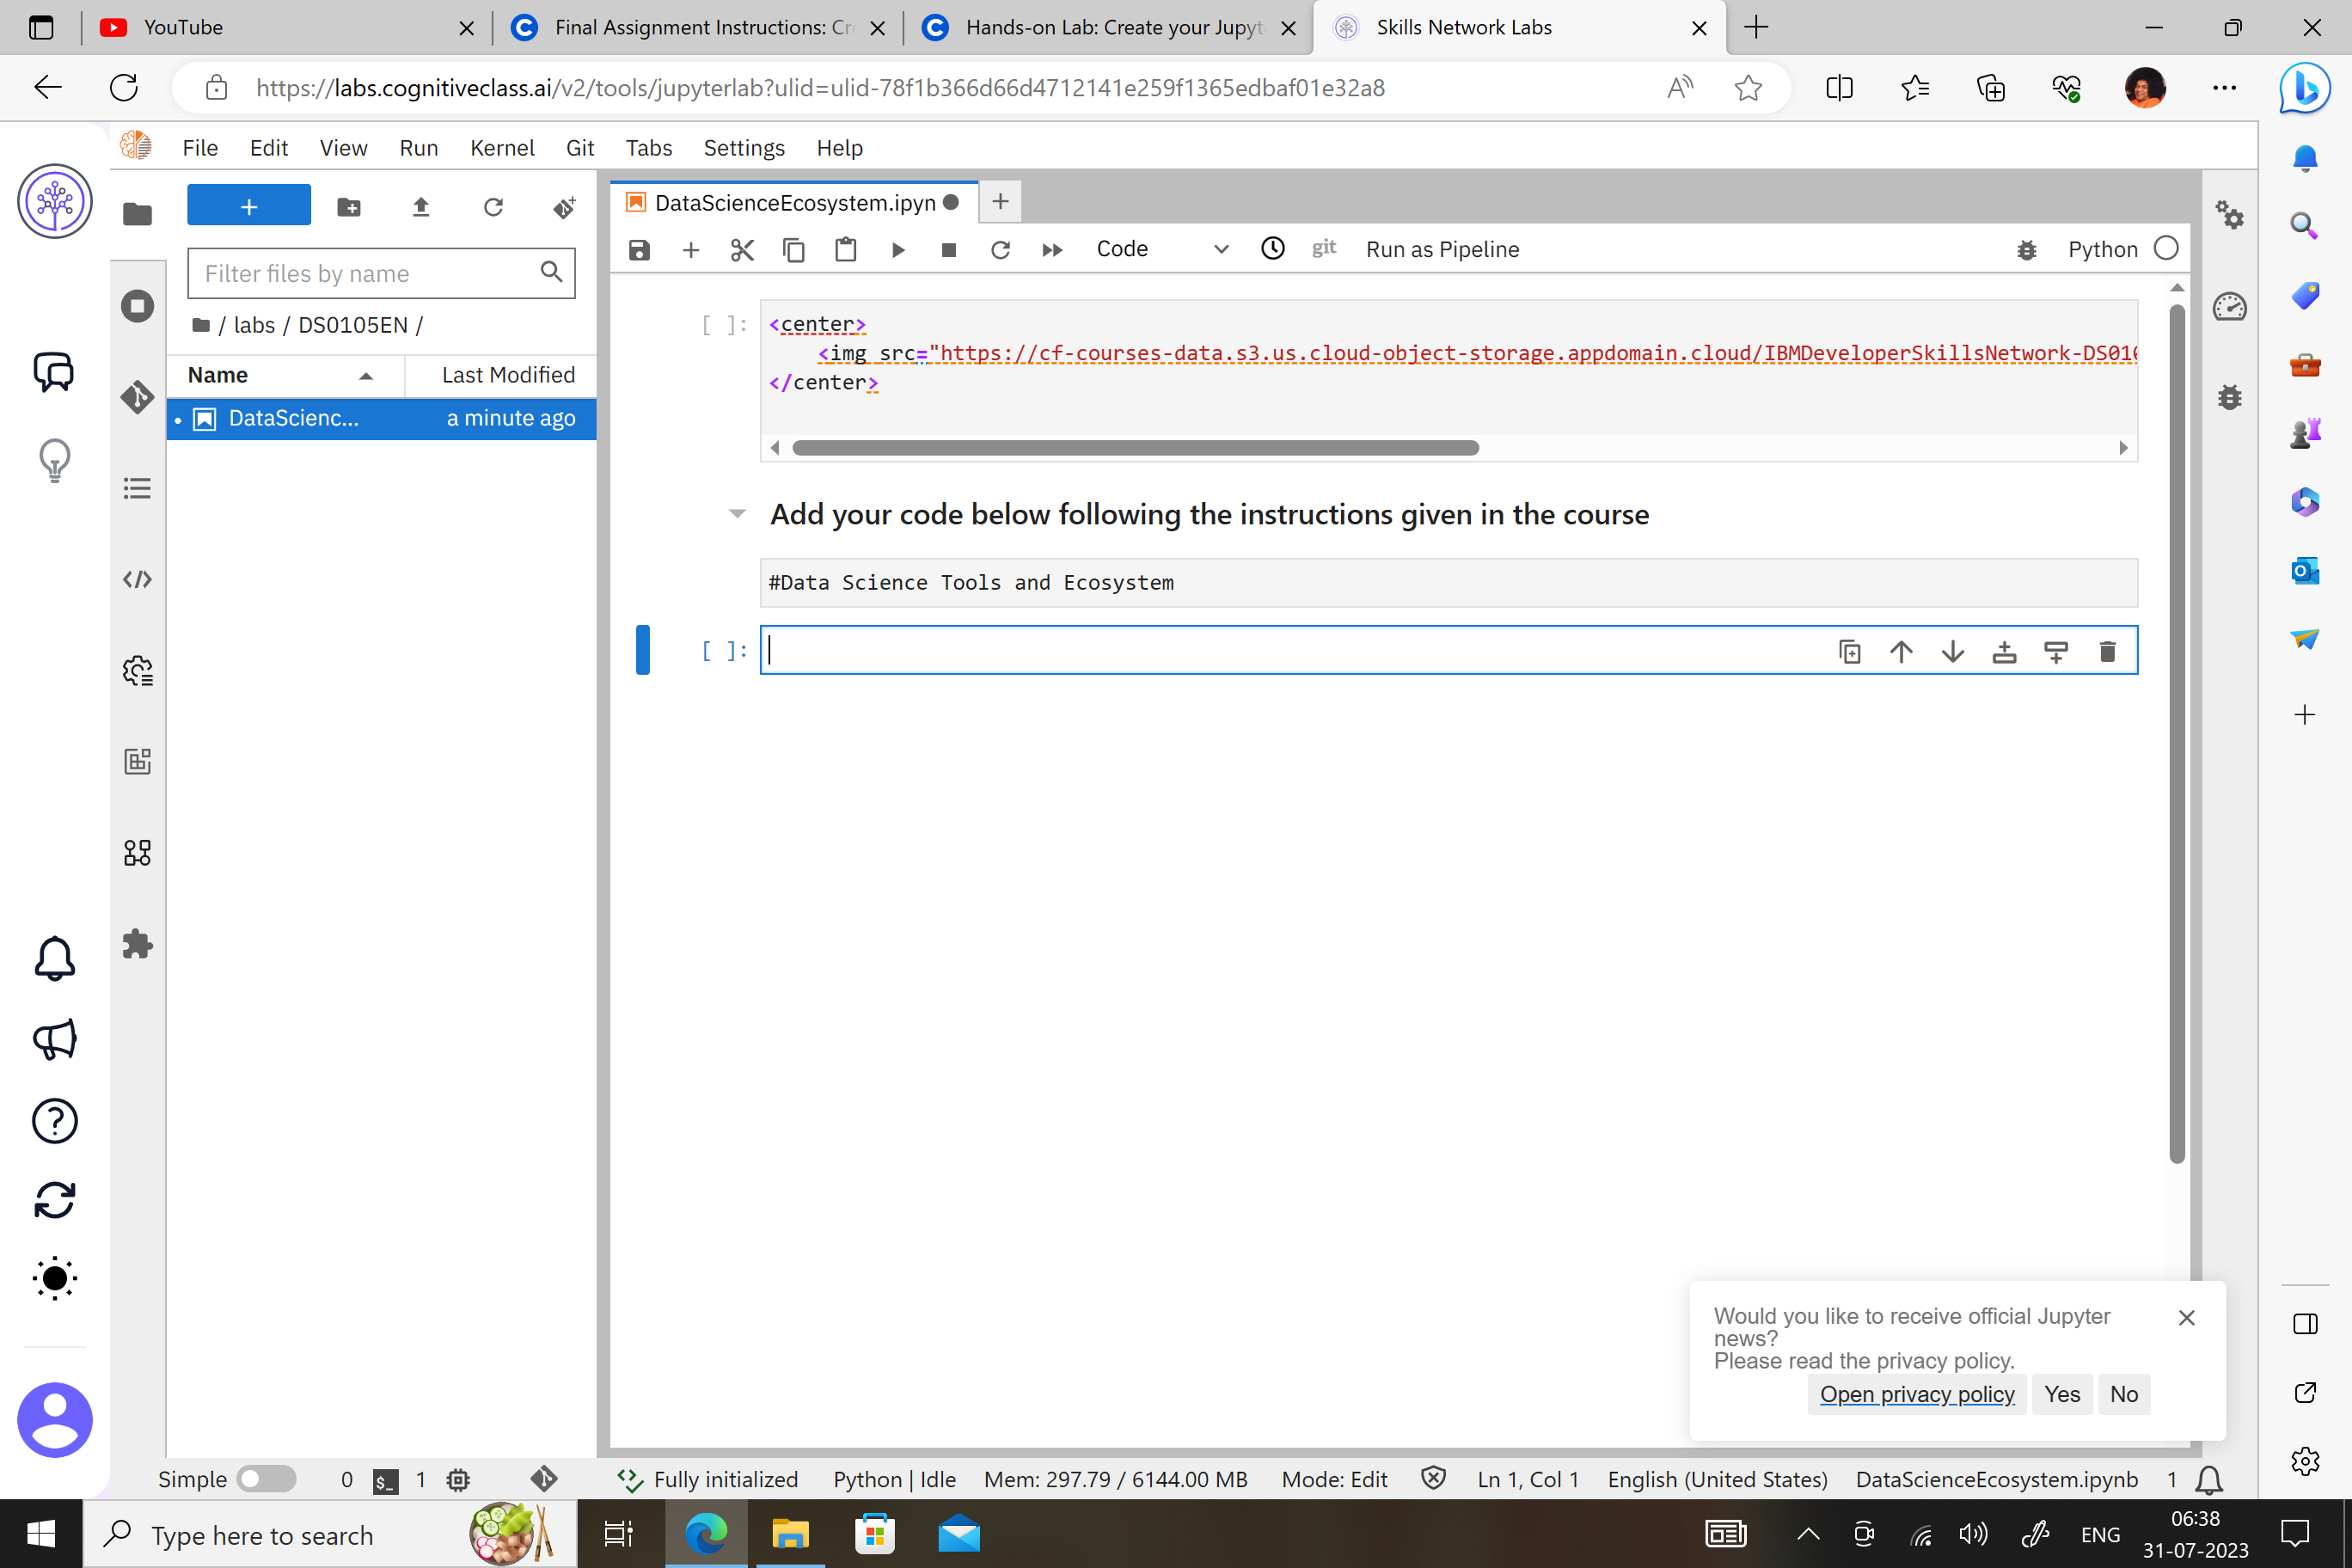 YouTube
Final Assignment Instructions: Cr
Hands-on Lab: Create your Jupyt
Skills Network Labs
https://labs.cognitiveclass.ai/v2/tools/jupyterlab?ulid=ulid-78f1b366d66d4712141e259f1365edbaf01e32a8
File Edit View Run Kernel Git Tabs Settings Help
DataScienceEcosystem.ipyn
Code
git
Run as Pipeline
Python
Filter files by name
/ labs / DS0105EN /
Name
Last Modified
DataScienc...
a minute ago
[ ]:
<center>
<img src="https://cf-courses-data.s3.us.cloud-object-storage.appdomain.cloud/IBMDeveloperSkillsNetwork-DS010
</center>
Add your code below following the instructions given in the course
#Data Science Tools and Ecosystem
[ ]:
Would you like to receive official Jupyter
news?
Please read the privacy policy.
Open privacy policy
Yes
No
Simple
0
$_
1
Fully initialized
Python | Idle
Mem: 297.79 / 6144.00 MB
Mode: Edit
Ln 1, Col 1
English (United States)
DataScienceEcosystem.ipynb
1
Type here to search
ENG
06:38
31-07-2023